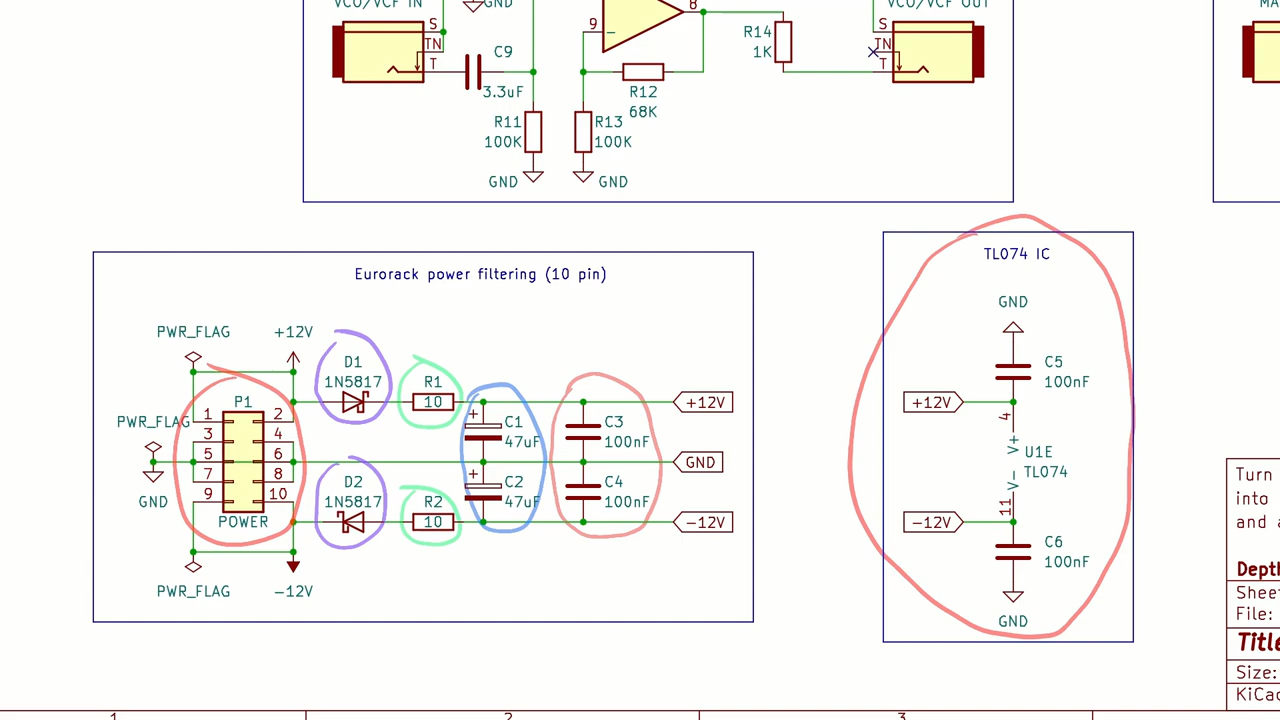 VCO/VCF IN
GND
S
TN
T
C9
3.3uF
R11
100K
GND
9
8
R12
68K
R13
100K
GND
R14
1K
VCO/VCF OUT
S
TN
T
Eurorack power filtering (10 pin)
PWR_FLAG
+12V
P1
PWR_FLAG
GND
1
2
3
4
5
6
7
8
9
10
POWER
PWR_FLAG
-12V
D1
1N5817
D2
1N5817
R1
10
R2
10
+
C1
47uF
+
C2
47uF
C3
100nF
C4
100nF
+12V
GND
-12V
TL074 IC
GND
C5
100nF
+12V
4
V+
U1E
TL074
V-
11
-12V
C6
100nF
GND
Turn
into
and
Size:
File:
1
2
3